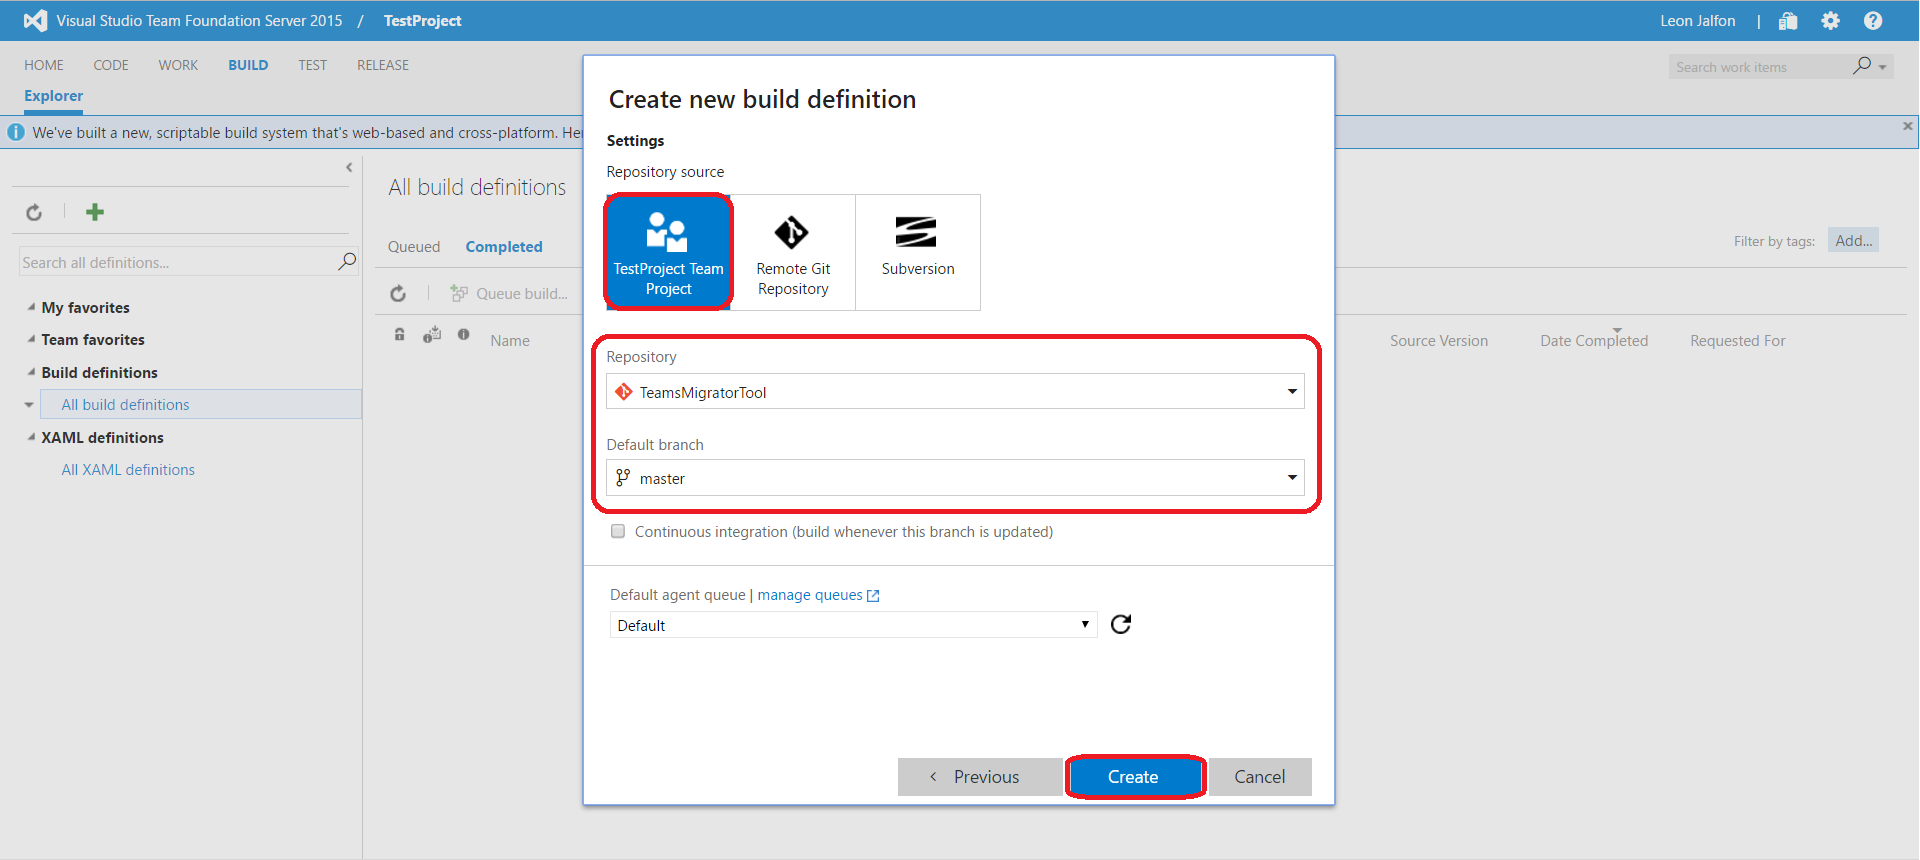 Visual Studio Team Foundation Server 2015 / TestProject
Leon Jalfon |
HOME CODE WORK BUILD TEST RELEASE
Search work items
Explorer
We've built a new, scriptable build system that's web-based and cross-platform. Her
All build definitions
Queued Completed
Filter by tags: Add...
Search all definitions...
Queue build...
My favorites
Team favorites
Build definitions
All build definitions
XAML definitions
All XAML definitions
Name
Source Version Date Completed Requested For
Create new build definition
Settings
Repository source
TestProject Team
Project
Remote Git
Repository
Subversion
Repository
TeamsMigratorTool
Default branch
master
Continuous integration (build whenever this branch is updated)
Default agent queue | manage queues
Default
Previous Create Cancel